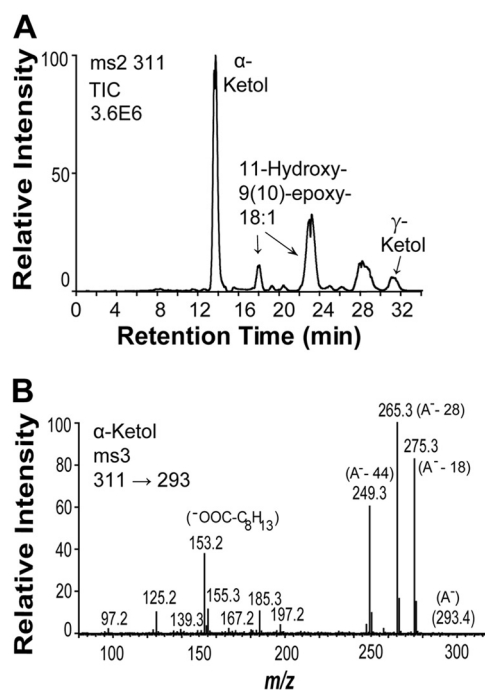 A
Relative Intensity
100
50
0
ms2 311
TIC
3.6E6
α-
Ketol
11-Hydroxy-
9(10)-epoxy-
18:1
γ-
Ketol
0 4 8 12 16 20 24 28 32
Retention Time (min)
B
Relative Intensity
100
80
60
40
20
0
α-Ketol
ms3
311 → 293
265.3 (A⁻- 28)
275.3
(A⁻- 18)
(A⁻- 44)
249.3
(⁻OOC-C₈H₁₃)
153.2
125.2
155.3
185.3
97.2
139.3
167.2
197.2
(A⁻)
(293.4)
100 150 200 250 300
m/z